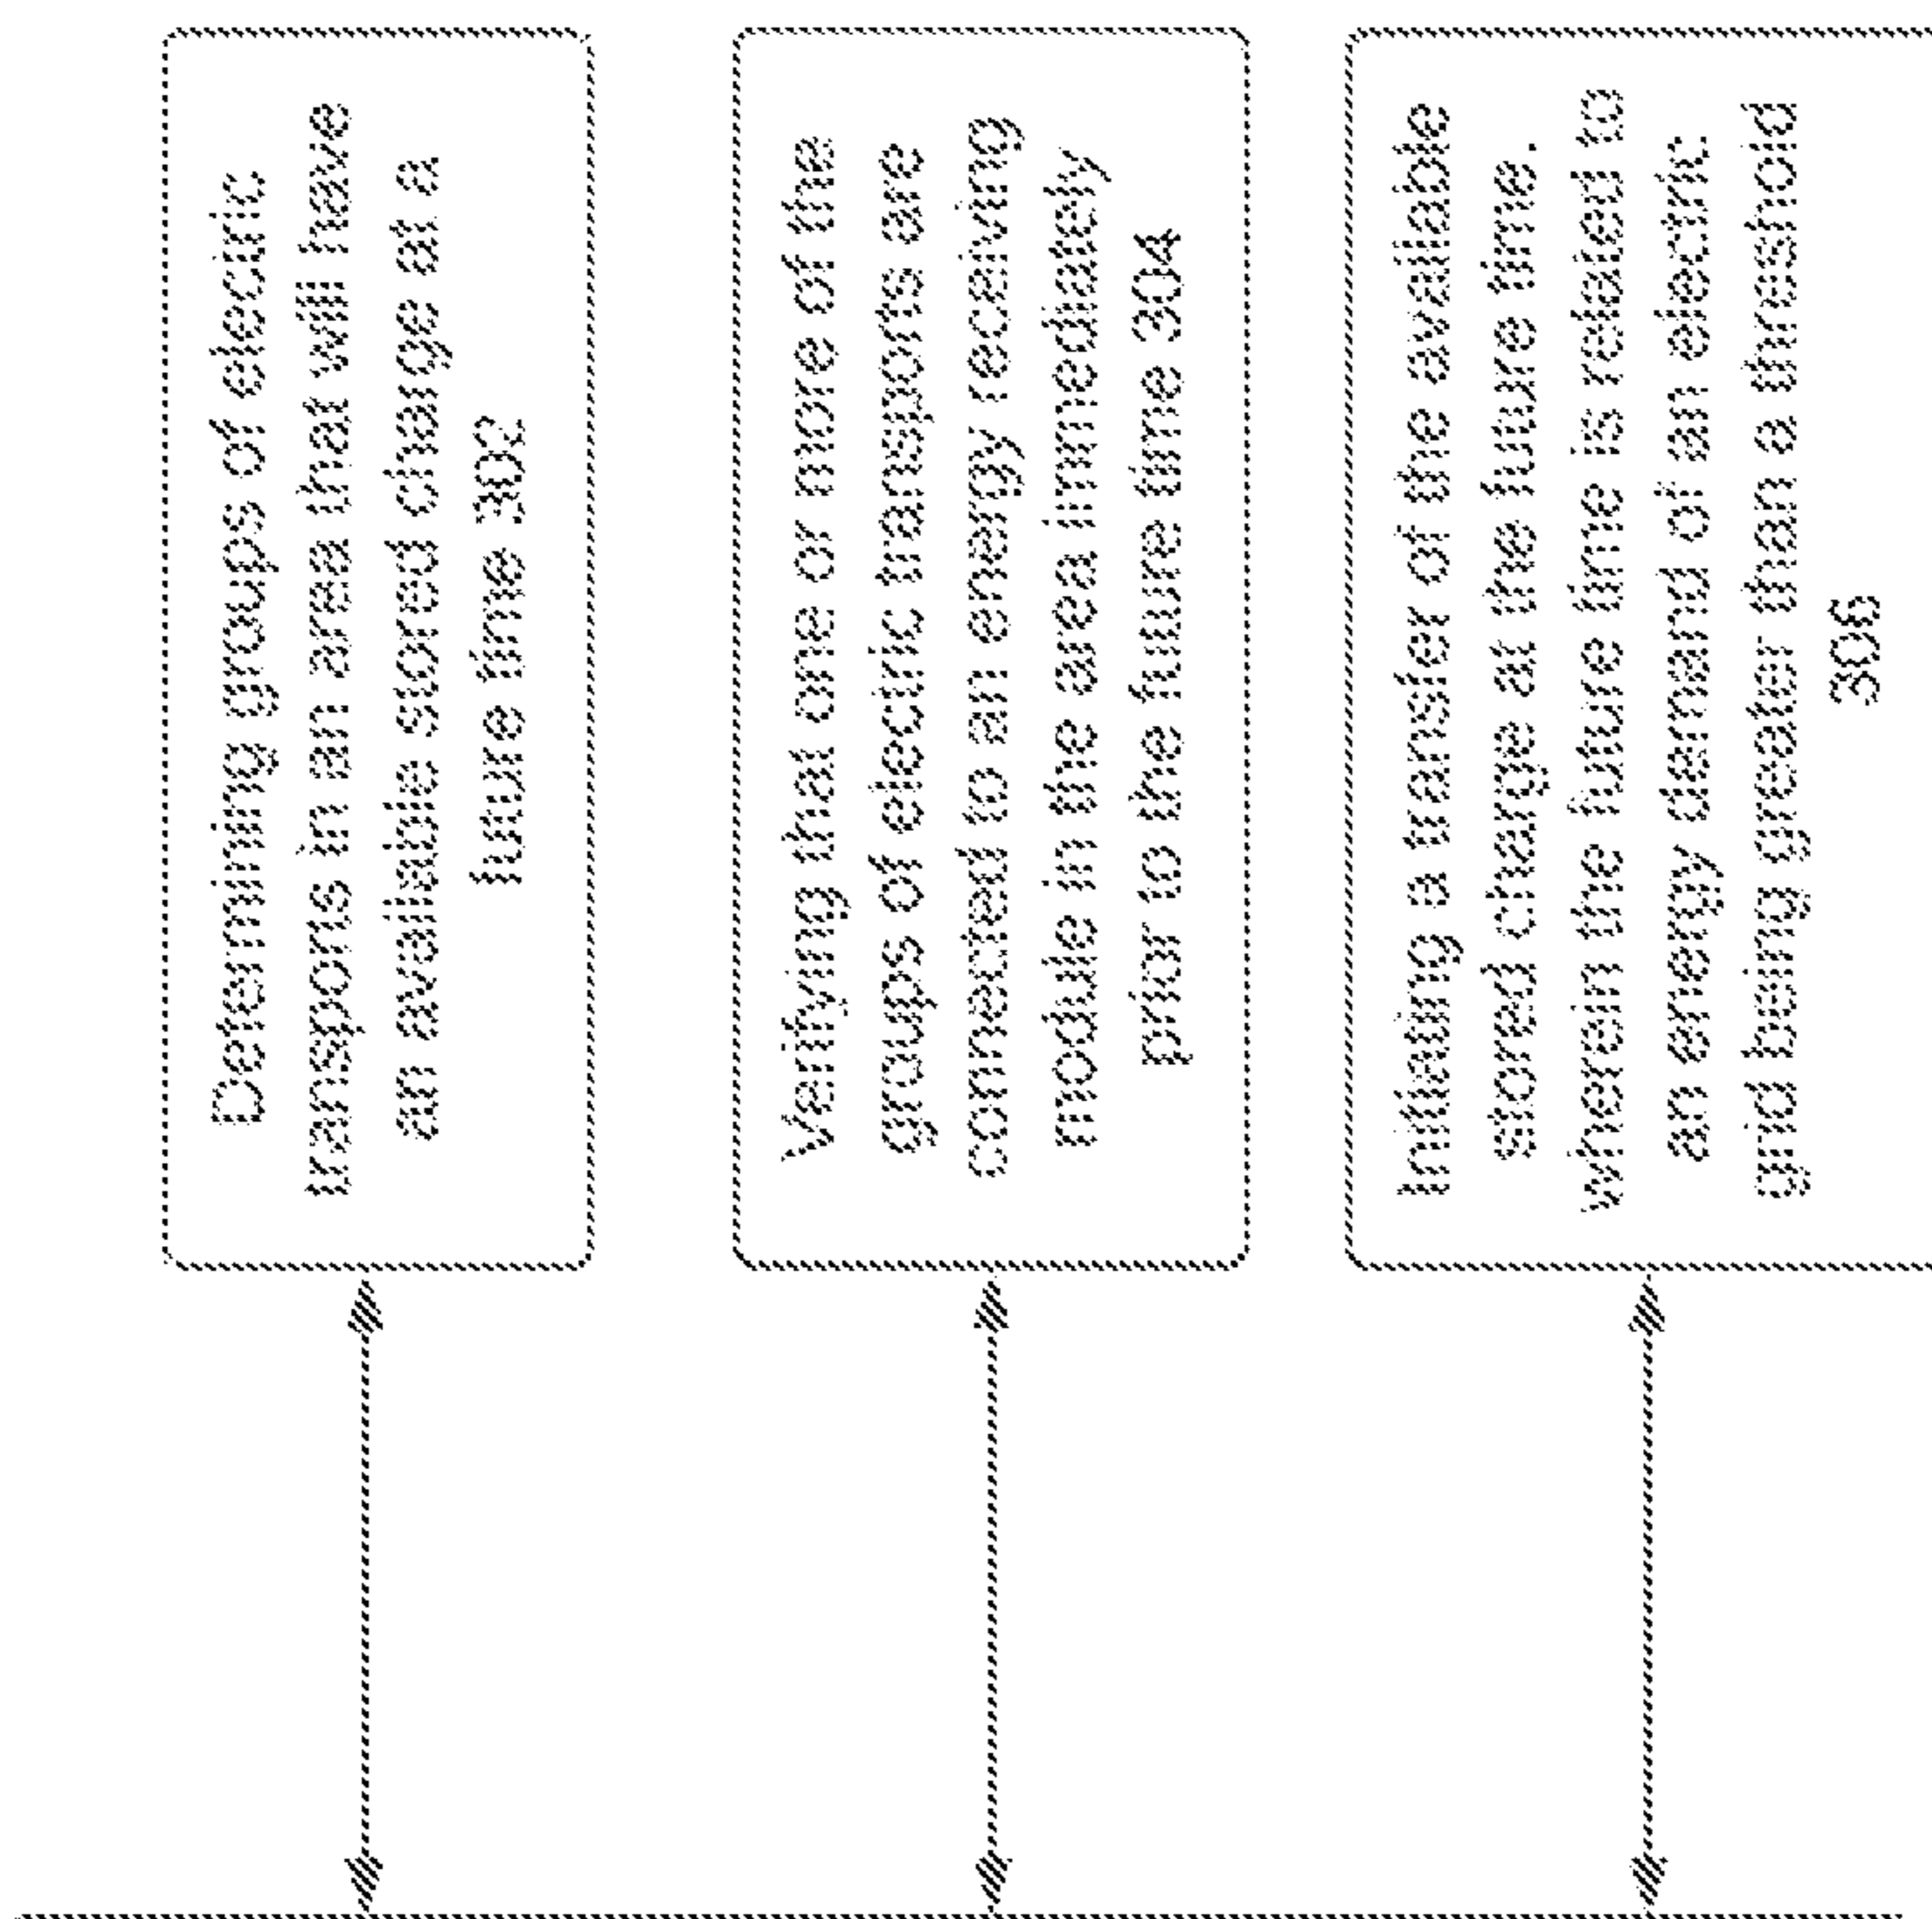 Determining groups of electric
transports in an area that will have
an available stored charge at a
future time 302
Verifying that one or more of the
groups of electric transports are
connected to an energy receiving
module in the area immediately
prior to the future time 304
Initiating a transfer of the available
stored charge at the future time,
wherein the future time is related to
an energy demand of an electric
grid being greater than a threshold
306